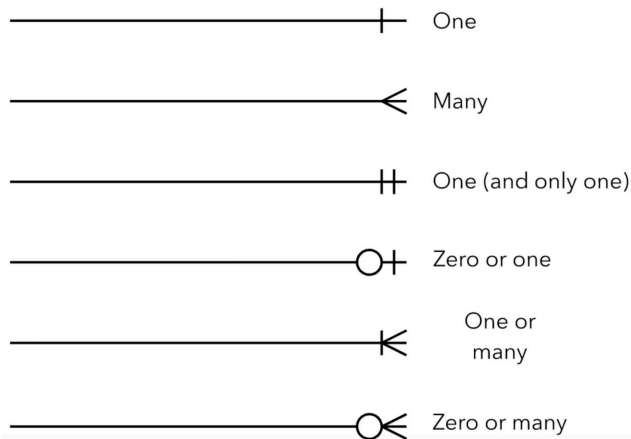 One
Many
One (and only one)
Zero or one
One or
many
Zero or many